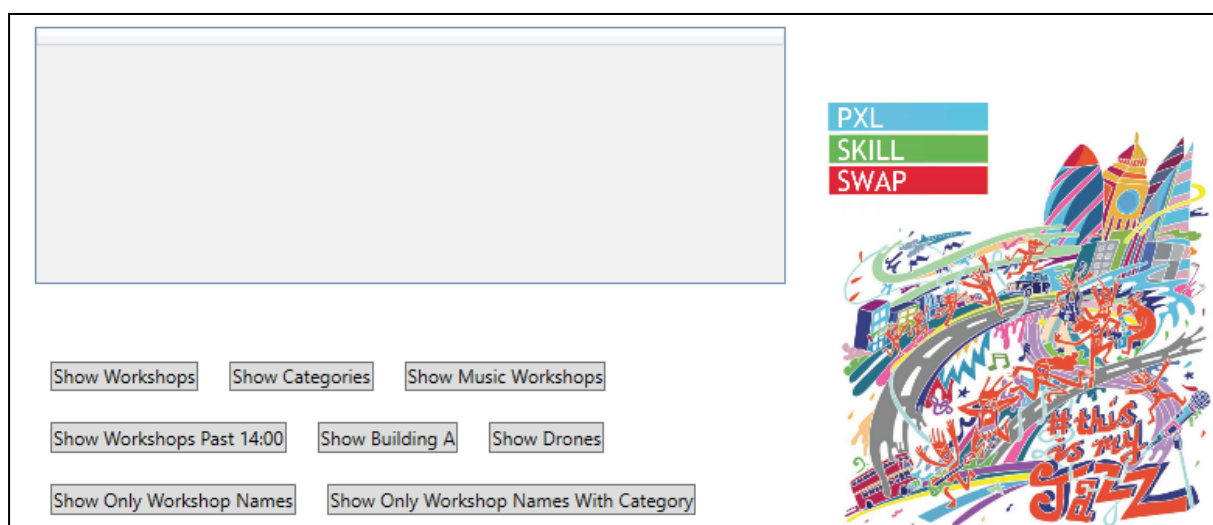 PXL
SKILL
SWAP
Show Workshops
Show Categories
Show Music Workshops
Show Workshops Past 14:00
Show Building A
Show Drones
Show Only Workshop Names
Show Only Workshop Names With Category
#this
is my
JAZZ